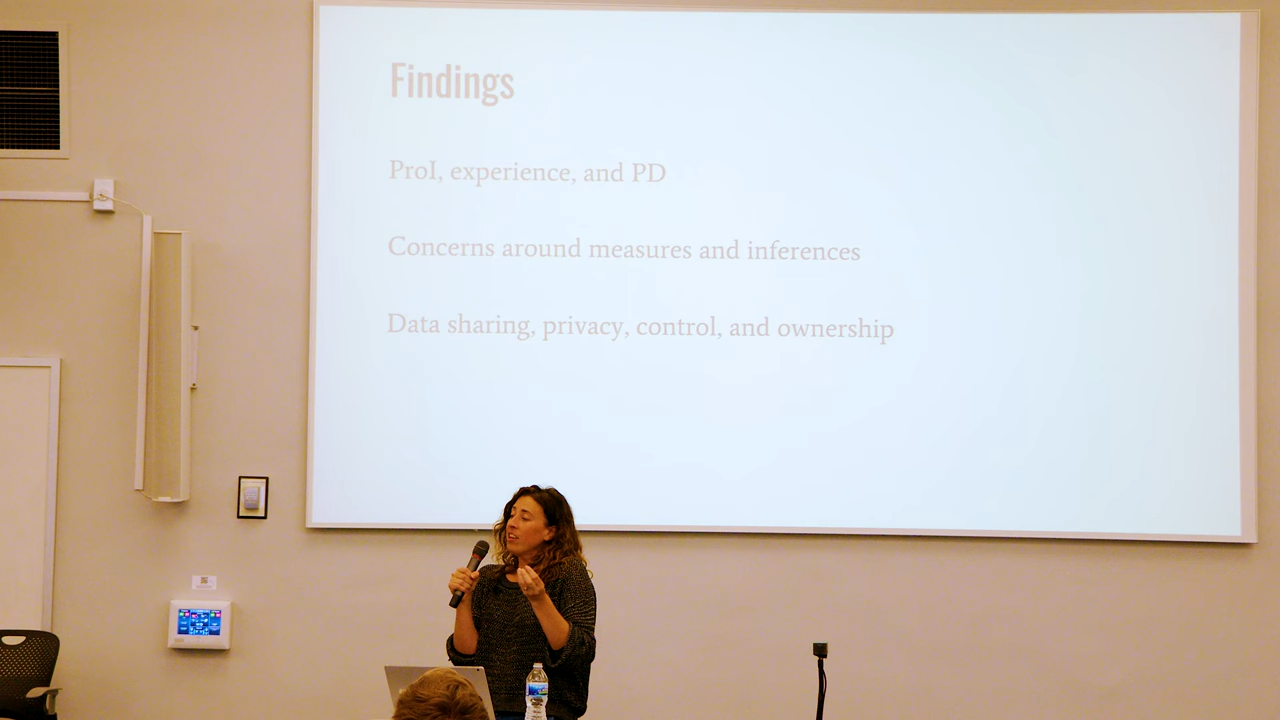 Findings
ProI, experience, and PD
Concerns around measures and inferences
Data sharing, privacy, control, and ownership